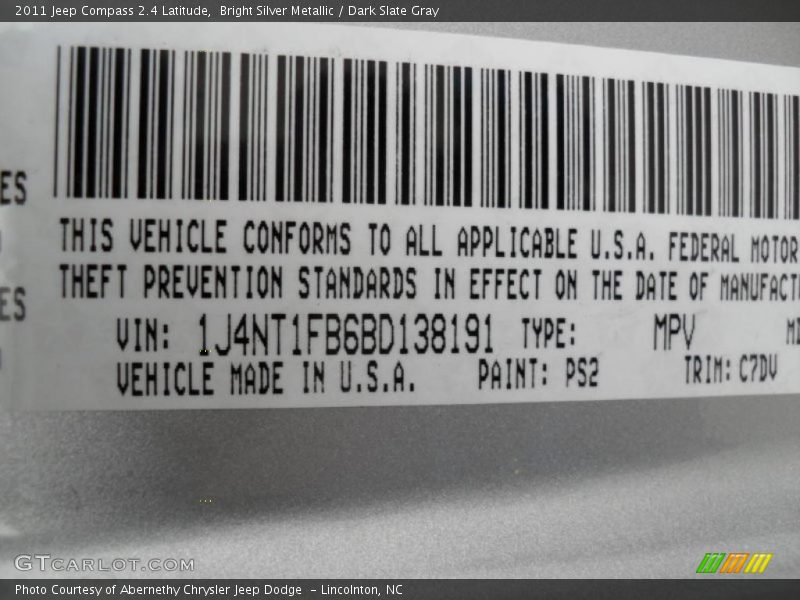 2011 Jeep Compass 2.4 Latitude,  Bright Silver Metallic / Dark Slate Gray
ES
THIS VEHICLE CONFORMS TO ALL APPLICABLE U.S.A. FEDERAL MOTOR
THEFT PREVENTION STANDARDS IN EFFECT ON THE DATE OF MANUFACT
ES
VIN: 1J4NT1FB6BD138191 TYPE: MPV
VEHICLE MADE IN U.S.A. PAINT: PS2 TRIM: C7DV
GTCARLOT.COM
Photo Courtesy of Abernethy Chrysler Jeep Dodge  – Lincolnton, NC